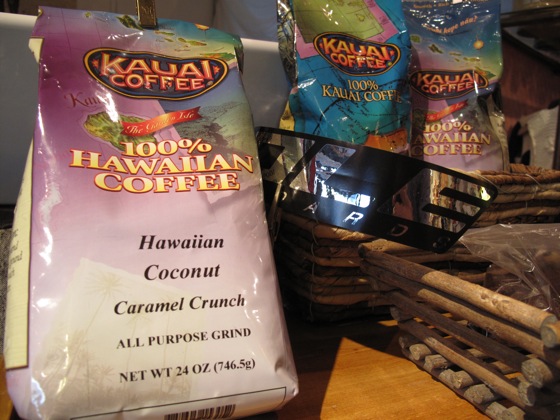 KAUAI
COFFEE
The Garden Isle
100%
HAWAIIAN
COFFEE
Hawaiian
Coconut
Caramel Crunch
ALL PURPOSE GRIND
NET WT 24 OZ (746.5g)
KAUAI
COFFEE
100%
KAUAI COFFEE
KAUAI
COFFEE
100%
HAWAIIAN
COFFEE
ARDS